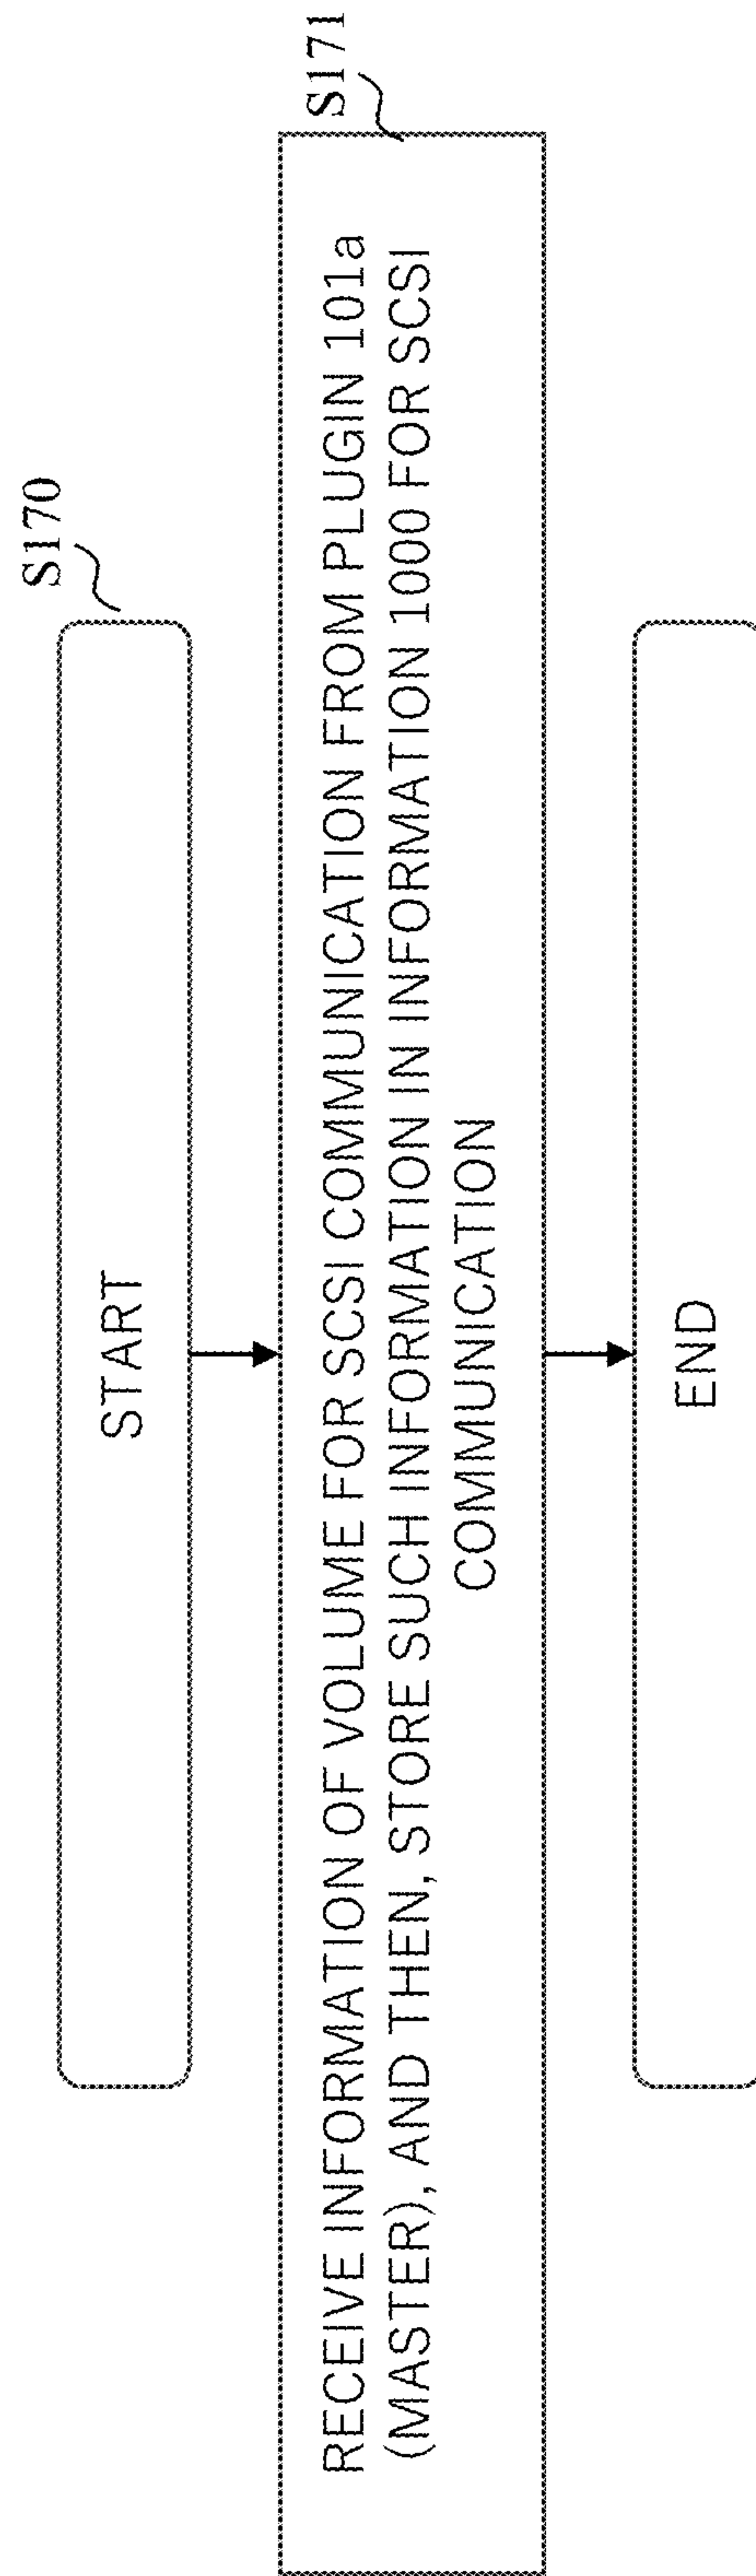 S170
START
S171
RECEIVE INFORMATION OF VOLUME FOR SCSI COMMUNICATION FROM PLUGIN 101a
(MASTER), AND THEN, STORE SUCH INFORMATION IN INFORMATION 1000 FOR SCSI
COMMUNICATION
END